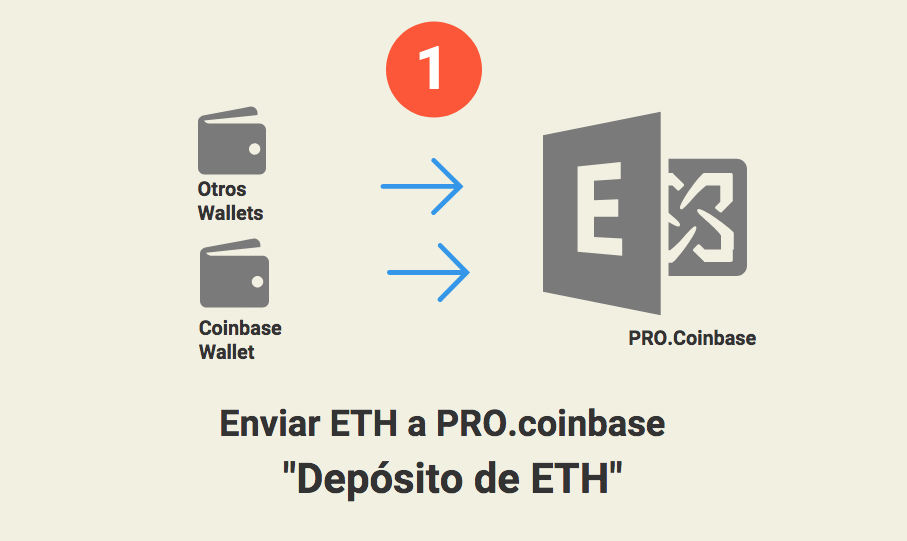 1
Otros
Wallets
Coinbase
Wallet
E
PRO.Coinbase
Enviar ETH a PRO.coinbase
"Depósito de ETH"